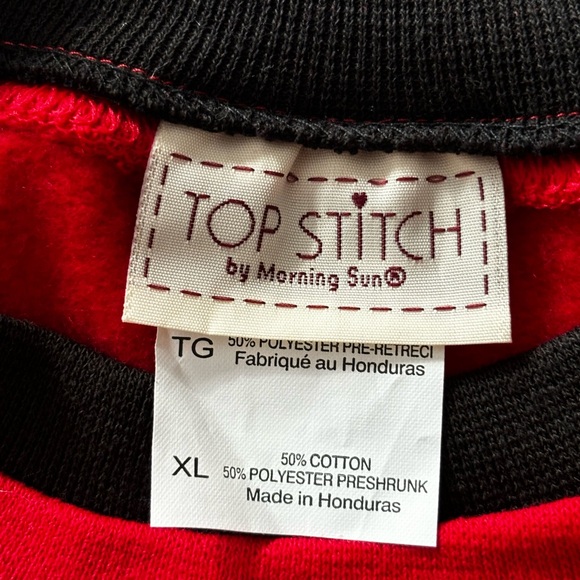 TOP STiTCH
by Morning Sun®
TG
50% POLYESTER PRE-RETRECI
Fabriqué au Honduras
50% COTTON
XL 50% POLYESTER PRESHRUNK
Made in Honduras